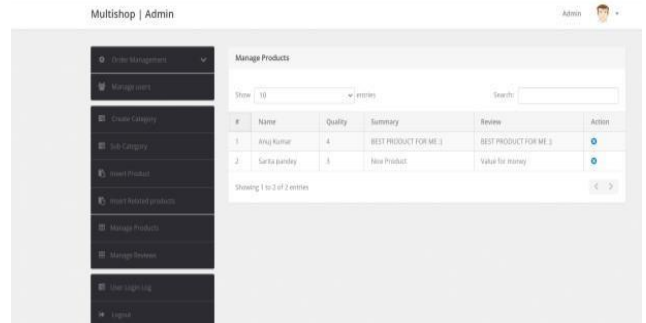 Multishop | Admin
Admin
Order Management
Manage users
Create Category
Sub Category
Insert Product
Insert Related products
Manage Products
Manage Reviews
User Login Log
Logout
Manage Products
Show 10 entries
Search:
# Name Quality Summary Review Action
1 Anuj Kumar 4 BEST PRODUCT FOR ME :) BEST PRODUCT FOR ME :)
2 Sarita pandey 3 Nice Product Value for money
Showing 1 to 2 of 2 entries